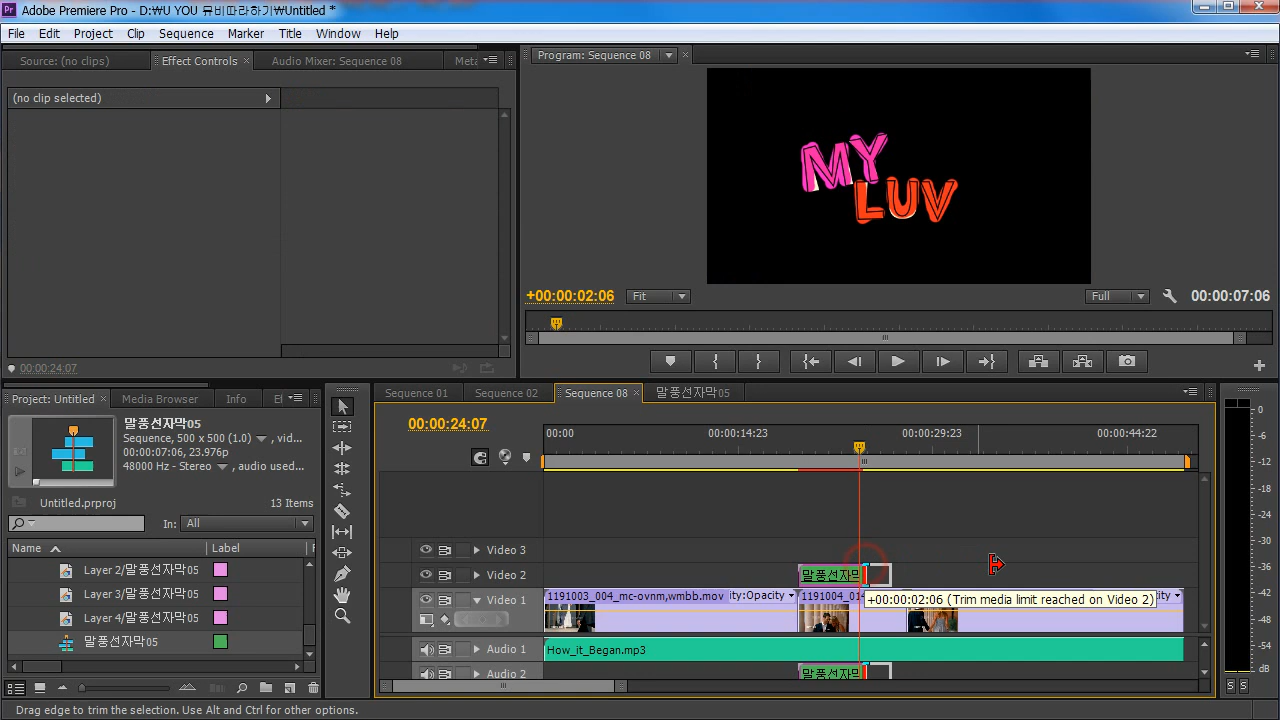 Adobe Premiere Pro - D:₩U YOU 뮤비따라하기₩Untitled *
File Edit Project Clip Sequence Marker Title Window Help
Source: (no clips) Effect Controls Audio Mixer: Sequence 08 Meta
Program: Sequence 08
(no clip selected)
MY
LUV
+00:00:02:06 Fit Full 00:00:07:06
00:00:24:07
Project: Untitled Media Browser Info Ef
Sequence 01 Sequence 02 Sequence 08 말풍선자막05
말풍선자막05
Sequence, 500 x 500 (1.0) , vid...
00:00:07:06, 23.976p
48000 Hz - Stereo , audio used...
00:00:24:07
00:00 00:00:14:23 00:00:29:23 00:00:44:22
Untitled.prproj 13 Items
In: All
Name Label
Layer 2/말풍선자막05
Layer 3/말풍선자막05
Layer 4/말풍선자막05
말풍선자막05
Video 3
Video 2 말풍선자막
Video 1 1191003_004_mc-ovnm,wmbb.mov ity:Opacity 1191004_01
+00:00:02:06 (Trim media limit reached on Video 2)
Audio 1 How_it_Began.mp3
Audio 2 말풍선자막
0
-6
-12
-18
-24
-30
-36
-42
-48
-54
dB
S S
Drag edge to trim the selection. Use Alt and Ctrl for other options.